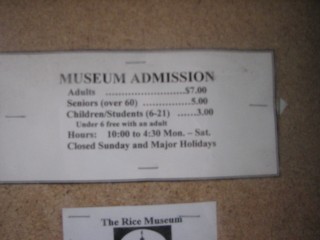 MUSEUM ADMISSION
Adults ............................$7.00
Seniors (over 60) .................5.00
Children/Students (6-21) ......3.00
Under 6 free with an adult
Hours: 10:00 to 4:30 Mon. – Sat.
Closed Sunday and Major Holidays
The Rice Museum